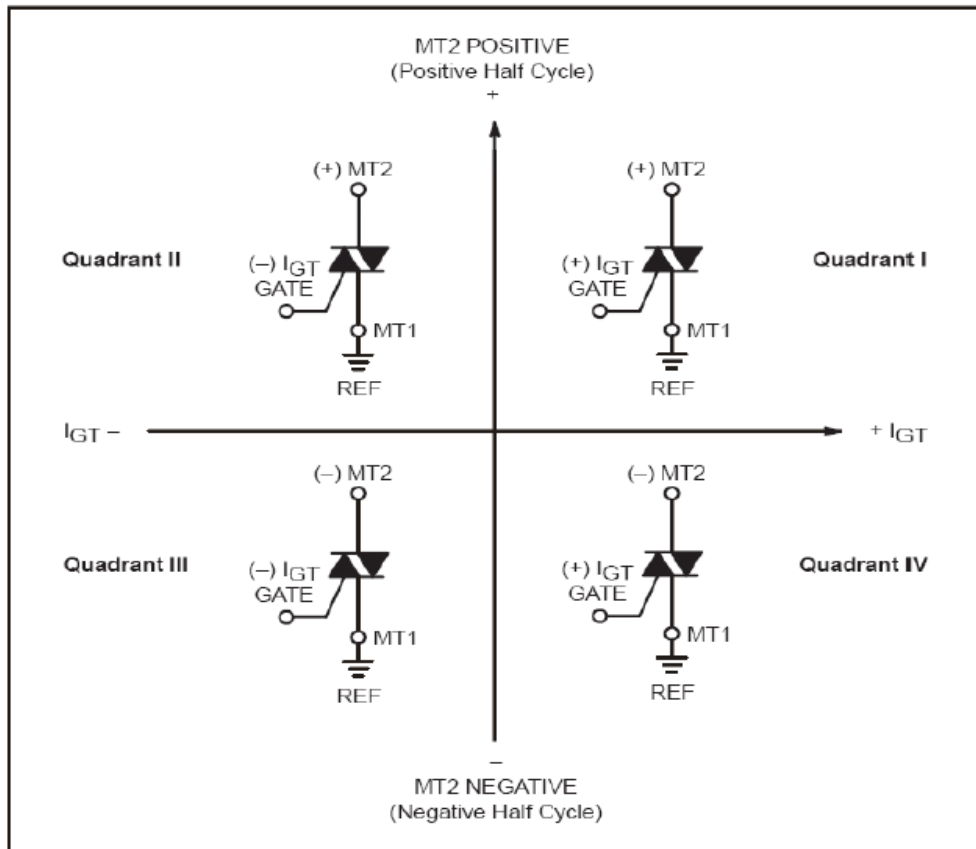 MT2 POSITIVE
(Positive Half Cycle)
+
(+) MT2
(+) MT2
Quadrant II
(–) IGT
GATE
(+) IGT
GATE
Quadrant I
MT1
MT1
REF
REF
IGT –
+ IGT
(–) MT2
(–) MT2
Quadrant III
(–) IGT
GATE
(+) IGT
GATE
Quadrant IV
MT1
MT1
REF
REF
–
MT2 NEGATIVE
(Negative Half Cycle)